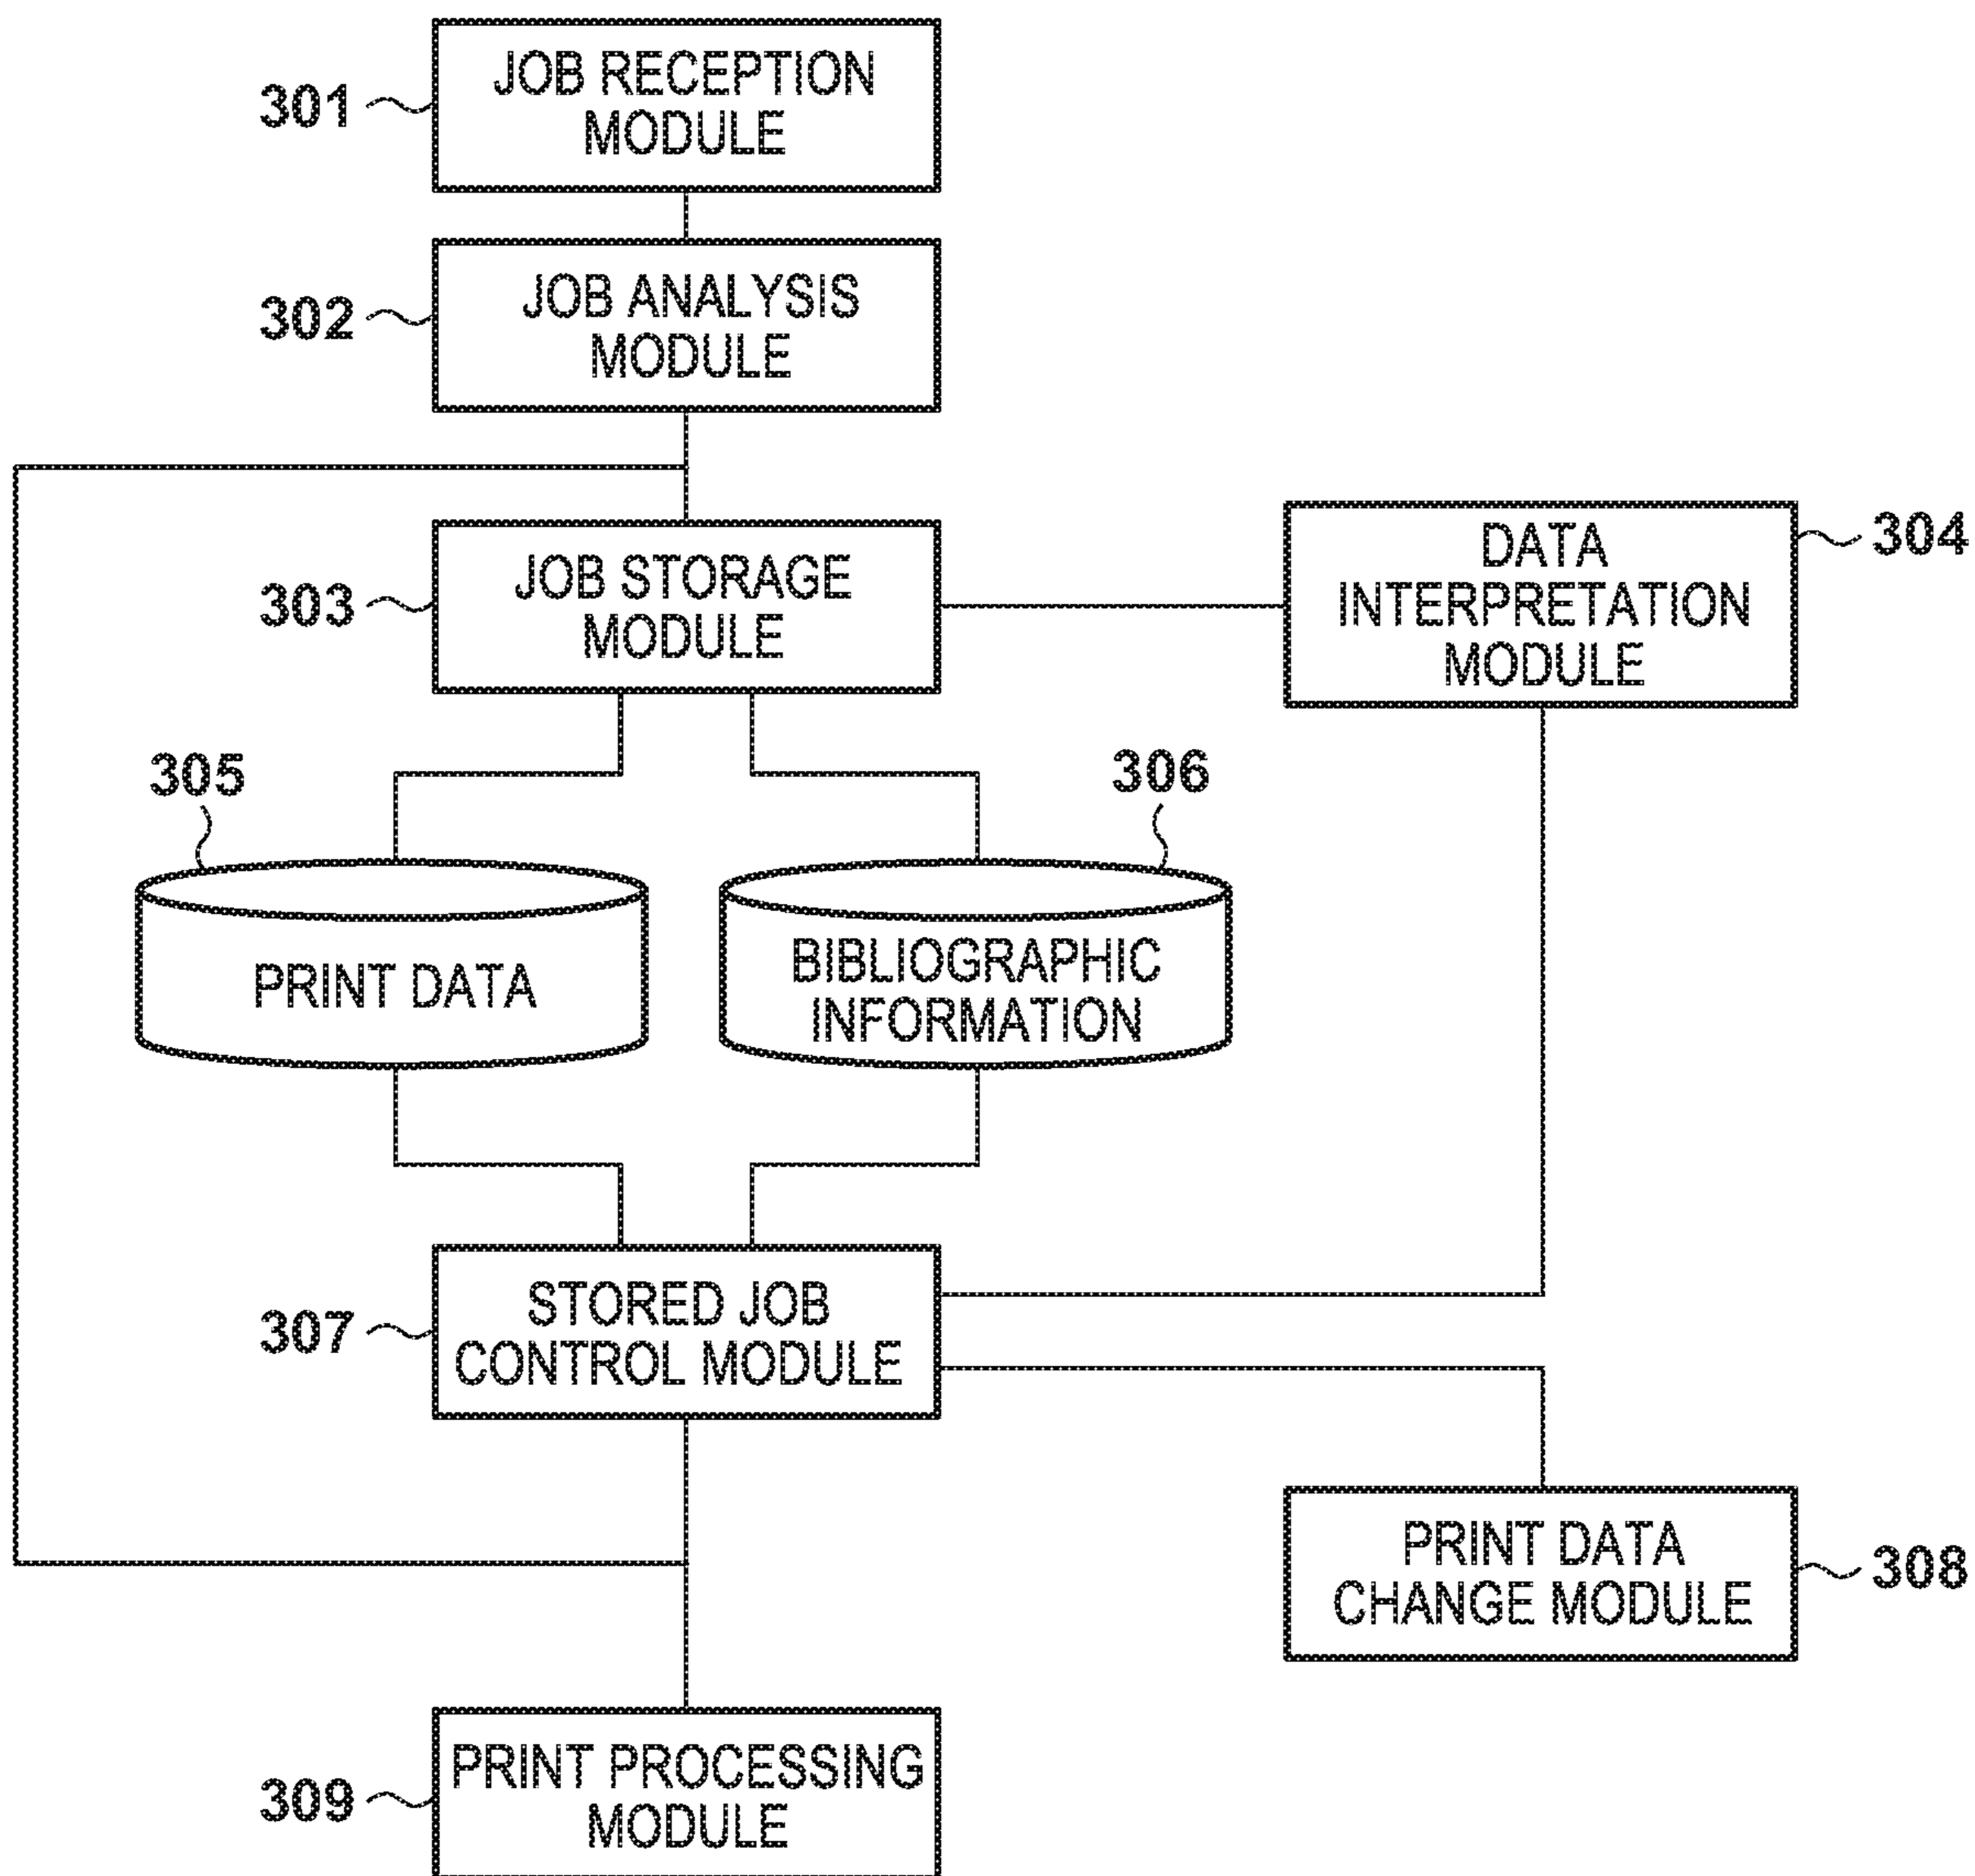 301
JOB RECEPTION
MODULE
302
JOB ANALYSIS
MODULE
303
JOB STORAGE
MODULE
DATA
INTERPRETATION
MODULE
304
305
306
PRINT DATA
BIBLIOGRAPHIC
INFORMATION
307
STORED JOB
CONTROL MODULE
PRINT DATA
CHANGE MODULE
308
309
PRINT PROCESSING
MODULE